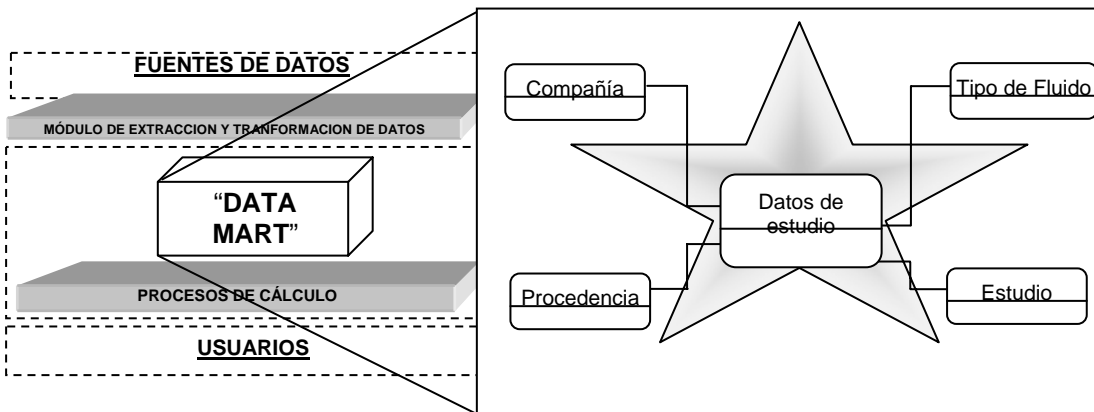 FUENTES DE DATOS
MÓDULO DE EXTRACCION Y TRANFORMACION DE DATOS
“DATA
MART”
PROCESOS DE CÁLCULO
USUARIOS
Compañía
Tipo de Fluido
Datos de
estudio
Procedencia
Estudio